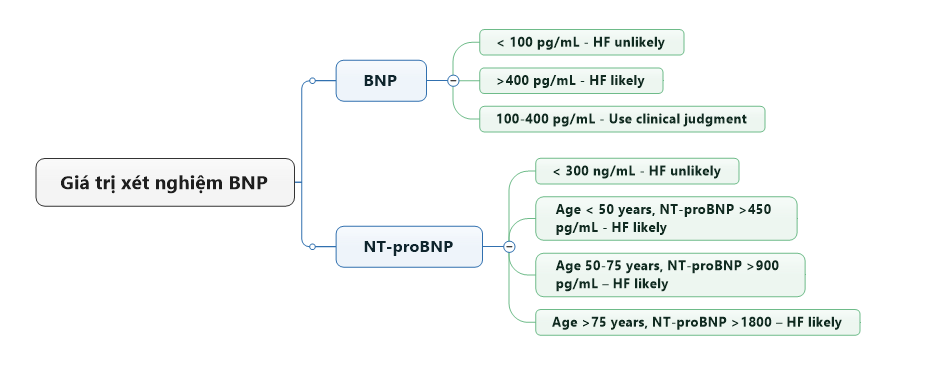 < 100 pg/mL - HF unlikely
BNP
>400 pg/mL - HF likely
100-400 pg/mL - Use clinical judgment
Giá trị xét nghiệm BNP
< 300 ng/mL - HF unlikely
Age < 50 years, NT-proBNP >450
pg/mL - HF likely
NT-proBNP
Age 50-75 years, NT-proBNP >900
pg/mL – HF likely
Age >75 years, NT-proBNP >1800 – HF likely